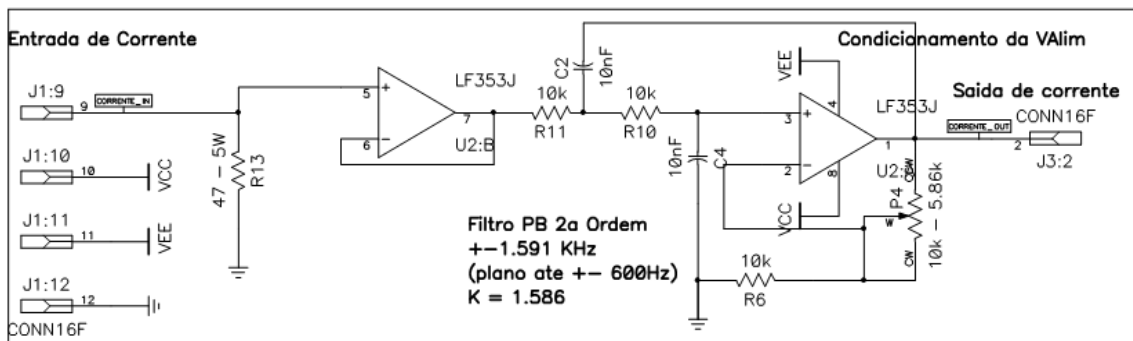 Entrada de Corrente
J1:9
9
CORRENTE_IN
J1:10
10
VCC
J1:11
11
VEE
J1:12
12
CONN16F
47 - 5W
R13
5
+
6
-
7
LF353J
U2:B
10k
R11
C2
10nF
10k
R10
10nF
C4
Filtro PB 2a Ordem
+-1.591 KHz
(plano ate +- 600Hz)
K = 1.586
Condicionamento da VAlim
VEE
4
LF353J
3
+
2
-
1
8
VCC
Saida de corrente
CONN16F
CORRENTE_OUT
2
J3:2
CCW
P4
W
10k - 5.86k
CW
10k
R6